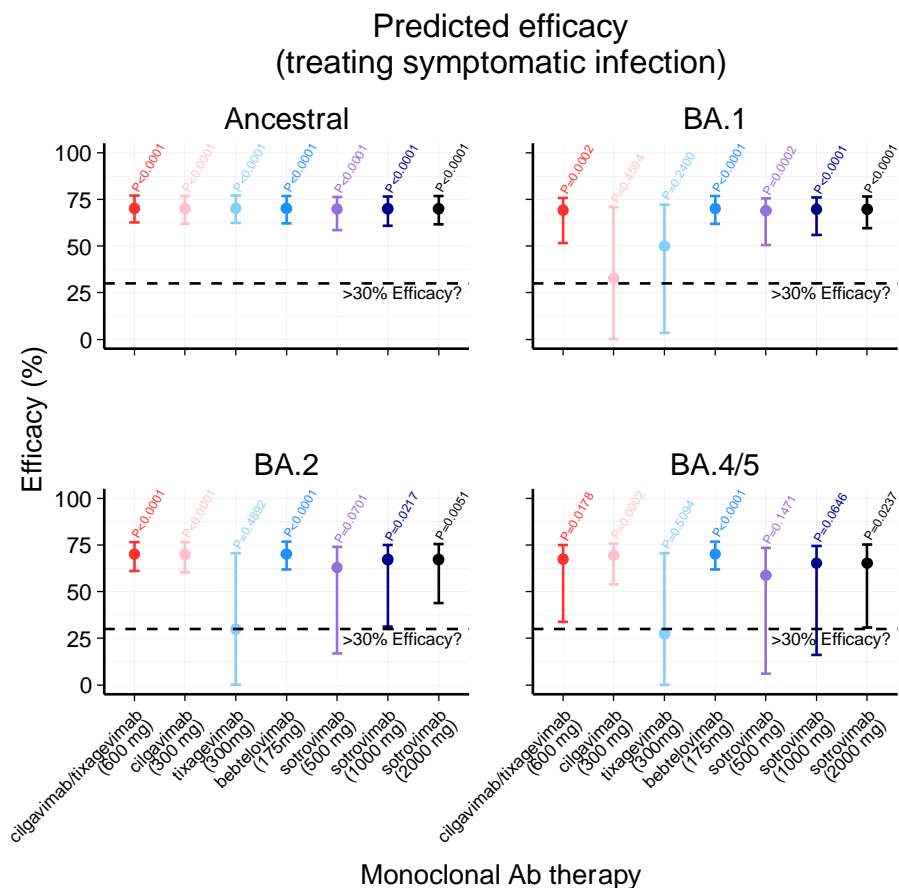 Predicted efficacy
(treating symptomatic infection)
Efficacy (%)
Ancestral
100
75
50
25
0
P<0.0001
P<0.0001
P<0.0001
P<0.0001
P<0.0001
P<0.0001
P<0.0001
>30% Efficacy?
BA.1
P=0.0002
P=0.4594
P=0.2400
P<0.0001
P=0.0002
P<0.0001
P<0.0001
>30% Efficacy?
BA.2
100
75
50
25
0
P<0.0001
P<0.0001
P=0.4892
P<0.0001
P=0.0701
P=0.0217
P=0.0051
>30% Efficacy?
cilgavimab/tixagevimab
(600 mg)
cilgavimab
(300 mg)
tixagevimab
(300mg)
bebtelovimab
(175mg)
sotrovimab
(500 mg)
sotrovimab
(1000 mg)
sotrovimab
(2000 mg)
BA.4/5
P=0.0178
P=0.0002
P=0.5094
P<0.0001
P=0.1471
P=0.0646
P=0.0237
>30% Efficacy?
cilgavimab/tixagevimab
(600 mg)
cilgavimab
(300 mg)
tixagevimab
(300mg)
bebtelovimab
(175mg)
sotrovimab
(500 mg)
sotrovimab
(1000 mg)
sotrovimab
(2000 mg)
Monoclonal Ab therapy